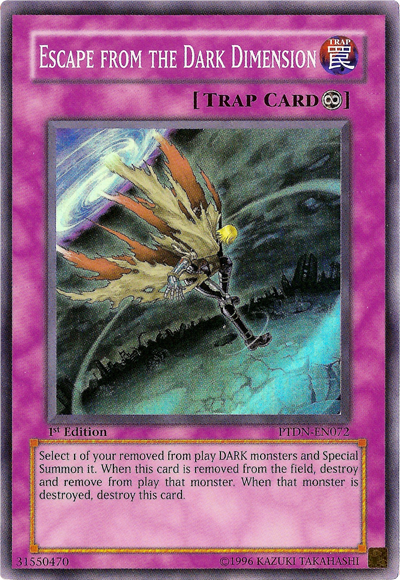 ESCAPE FROM THE DARK DIMENSION
TRAP
罠
[TRAP CARD∞]
1st Edition
PTDN-EN072
Select 1 of your removed from play DARK monsters and Special
Summon it. When this card is removed from the field, destroy
and remove from play that monster. When that monster is
destroyed, destroy this card.
31550470
©1996 KAZUKI TAKAHASHI